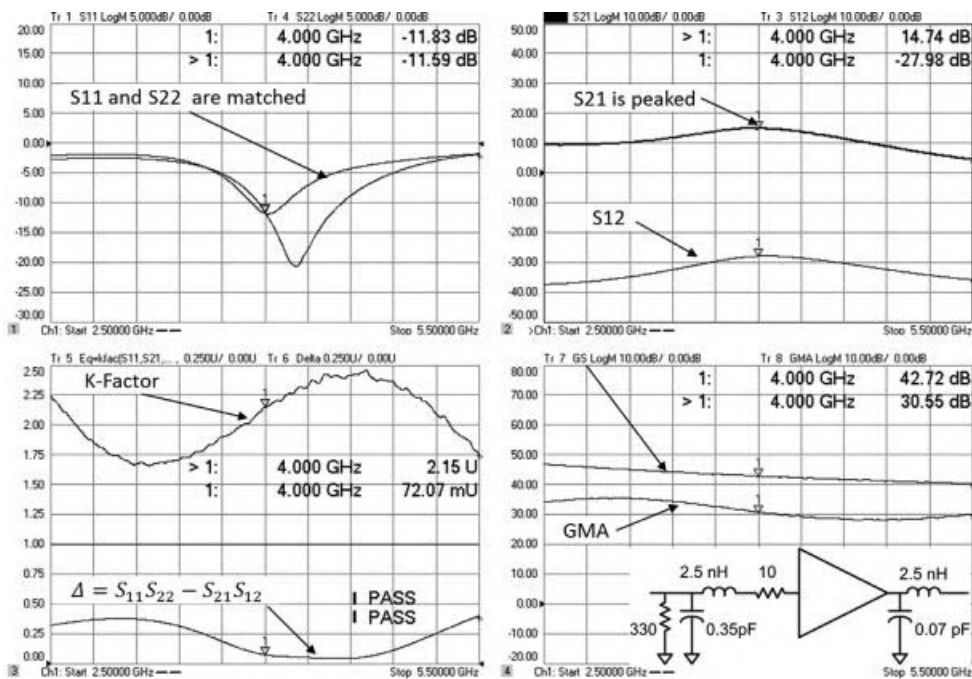 Tr 1 S11 LogM 5.000dB/ 0.00dB Tr 4 S22 LogM 5.000dB/ 0.00dB
20.00
15.00
10.00
5.00
0.00
-5.00
-10.00
-15.00
-20.00
-25.00
-30.00
1: 4.000 GHz -11.83 dB
> 1: 4.000 GHz -11.59 dB
S11 and S22 are matched
1
1 Ch1: Start 2.50000 GHz Stop 5.50000 GHz
S21 LogM 10.00dB/ 0.00dB Tr 3 S12 LogM 10.00dB/ 0.00dB
50.00
40.00
30.00
20.00
10.00
0.00
-10.00
-20.00
-30.00
-40.00
-50.00
> 1: 4.000 GHz 14.74 dB
1: 4.000 GHz -27.98 dB
S21 is peaked
1
S12
1
2 >Ch1: Start 2.50000 GHz Stop 5.50000 GHz
Tr 5 Eq=kfac(S11,S21,... 0.250U/ 0.00U Tr 6 Delta 0.250U/ 0.00U
2.50
2.25
2.00
1.75
1.50
1.25
1.00
0.75
0.50
0.25
0.00
K-Factor
1
> 1: 4.000 GHz 2.15 U
1: 4.000 GHz 72.07 mU
Δ = S₁₁S₂₂ − S₂₁S₁₂
PASS
PASS
1
3 Ch1: Start 2.50000 GHz Stop 5.50000 GHz
Tr 7 GS LogM 10.00dB/ 0.00dB Tr 8 GMA LogM 10.00dB/ 0.00dB
80.00
70.00
60.00
50.00
40.00
30.00
20.00
10.00
0.00
-10.00
-20.00
1: 4.000 GHz 42.72 dB
> 1: 4.000 GHz 30.55 dB
1
1
GMA
2.5 nH 10 2.5 nH
330 0.35pF 0.07 pF
4 Ch1: Start 2.50000 GHz Stop 5.50000 GHz